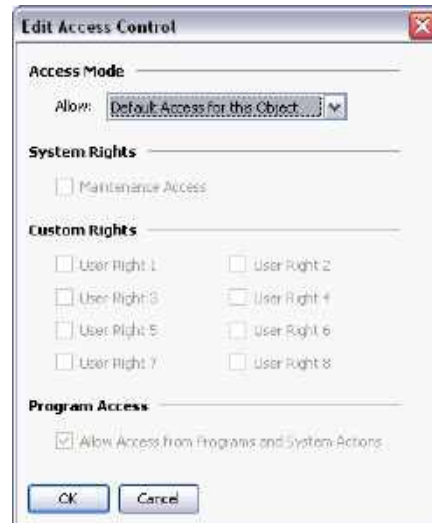 Edit Access Control
Access Mode
Allow: Default Access for this Object
System Rights
Maintenance Access
Custom Rights
User Right 1 User Right 2
User Right 3 User Right 4
User Right 5 User Right 6
User Right 7 User Right 8
Program Access
Allow Access from Programs and System Actions
OK Cancel